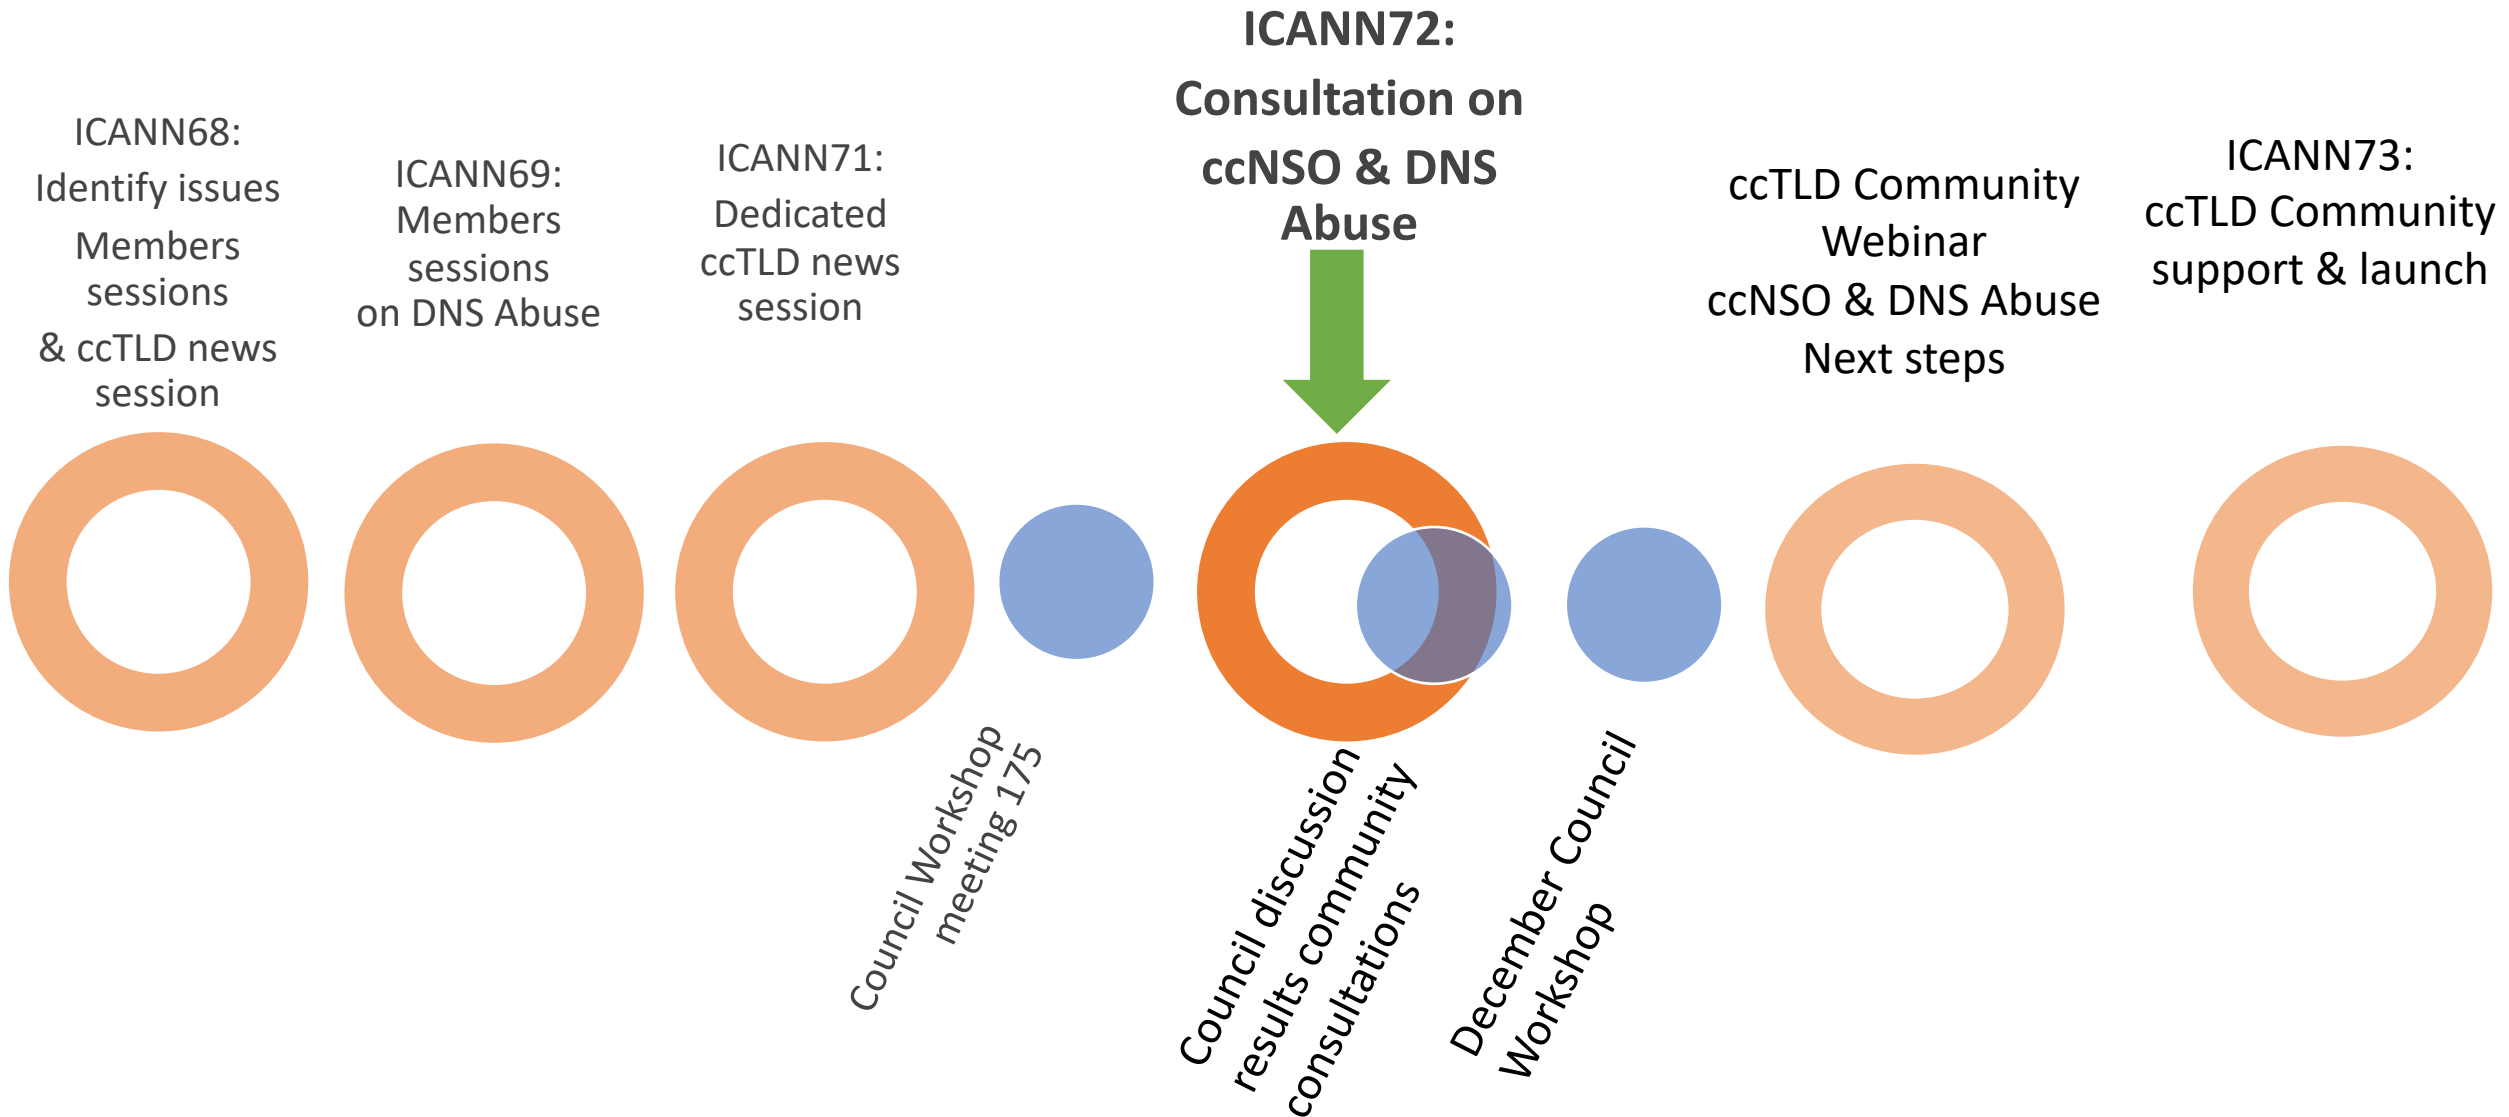 ICANN68:
Identify issues
Members
sessions
& ccTLD news
session
ICANN69:
Members
sessions
on DNS Abuse
ICANN71:
Dedicated
ccTLD news
session
ICANN72:
Consultation on
ccNSO & DNS
Abuse
ccTLD Community
Webinar
ccNSO & DNS Abuse
Next steps
ICANN73:
ccTLD Community
support & launch
Council Workshop
meeting 175
Council discussion
results community
consultations
December Council
Workshop